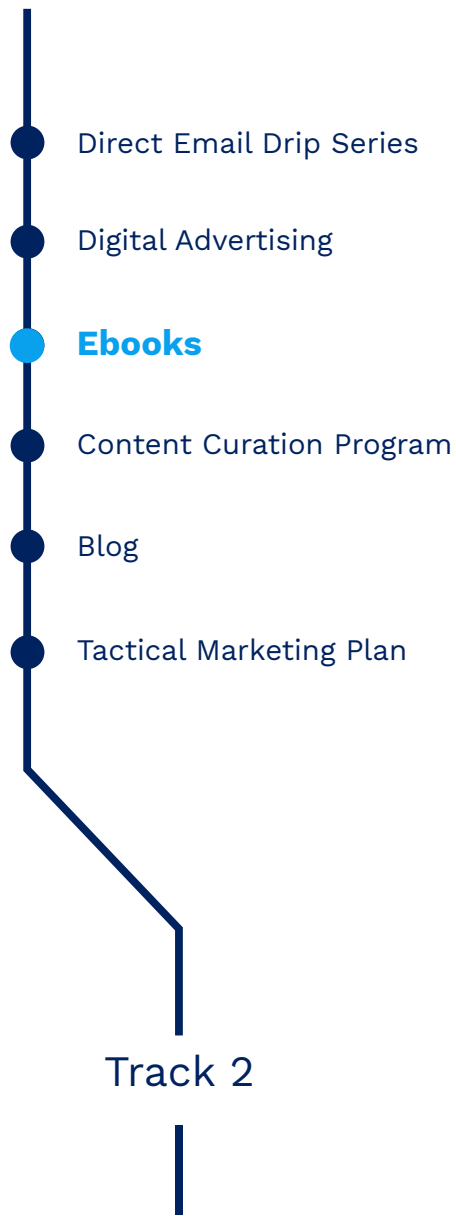 Direct Email Drip Series
Digital Advertising
Ebooks
Content Curation Program
Blog
Tactical Marketing Plan
Track 2